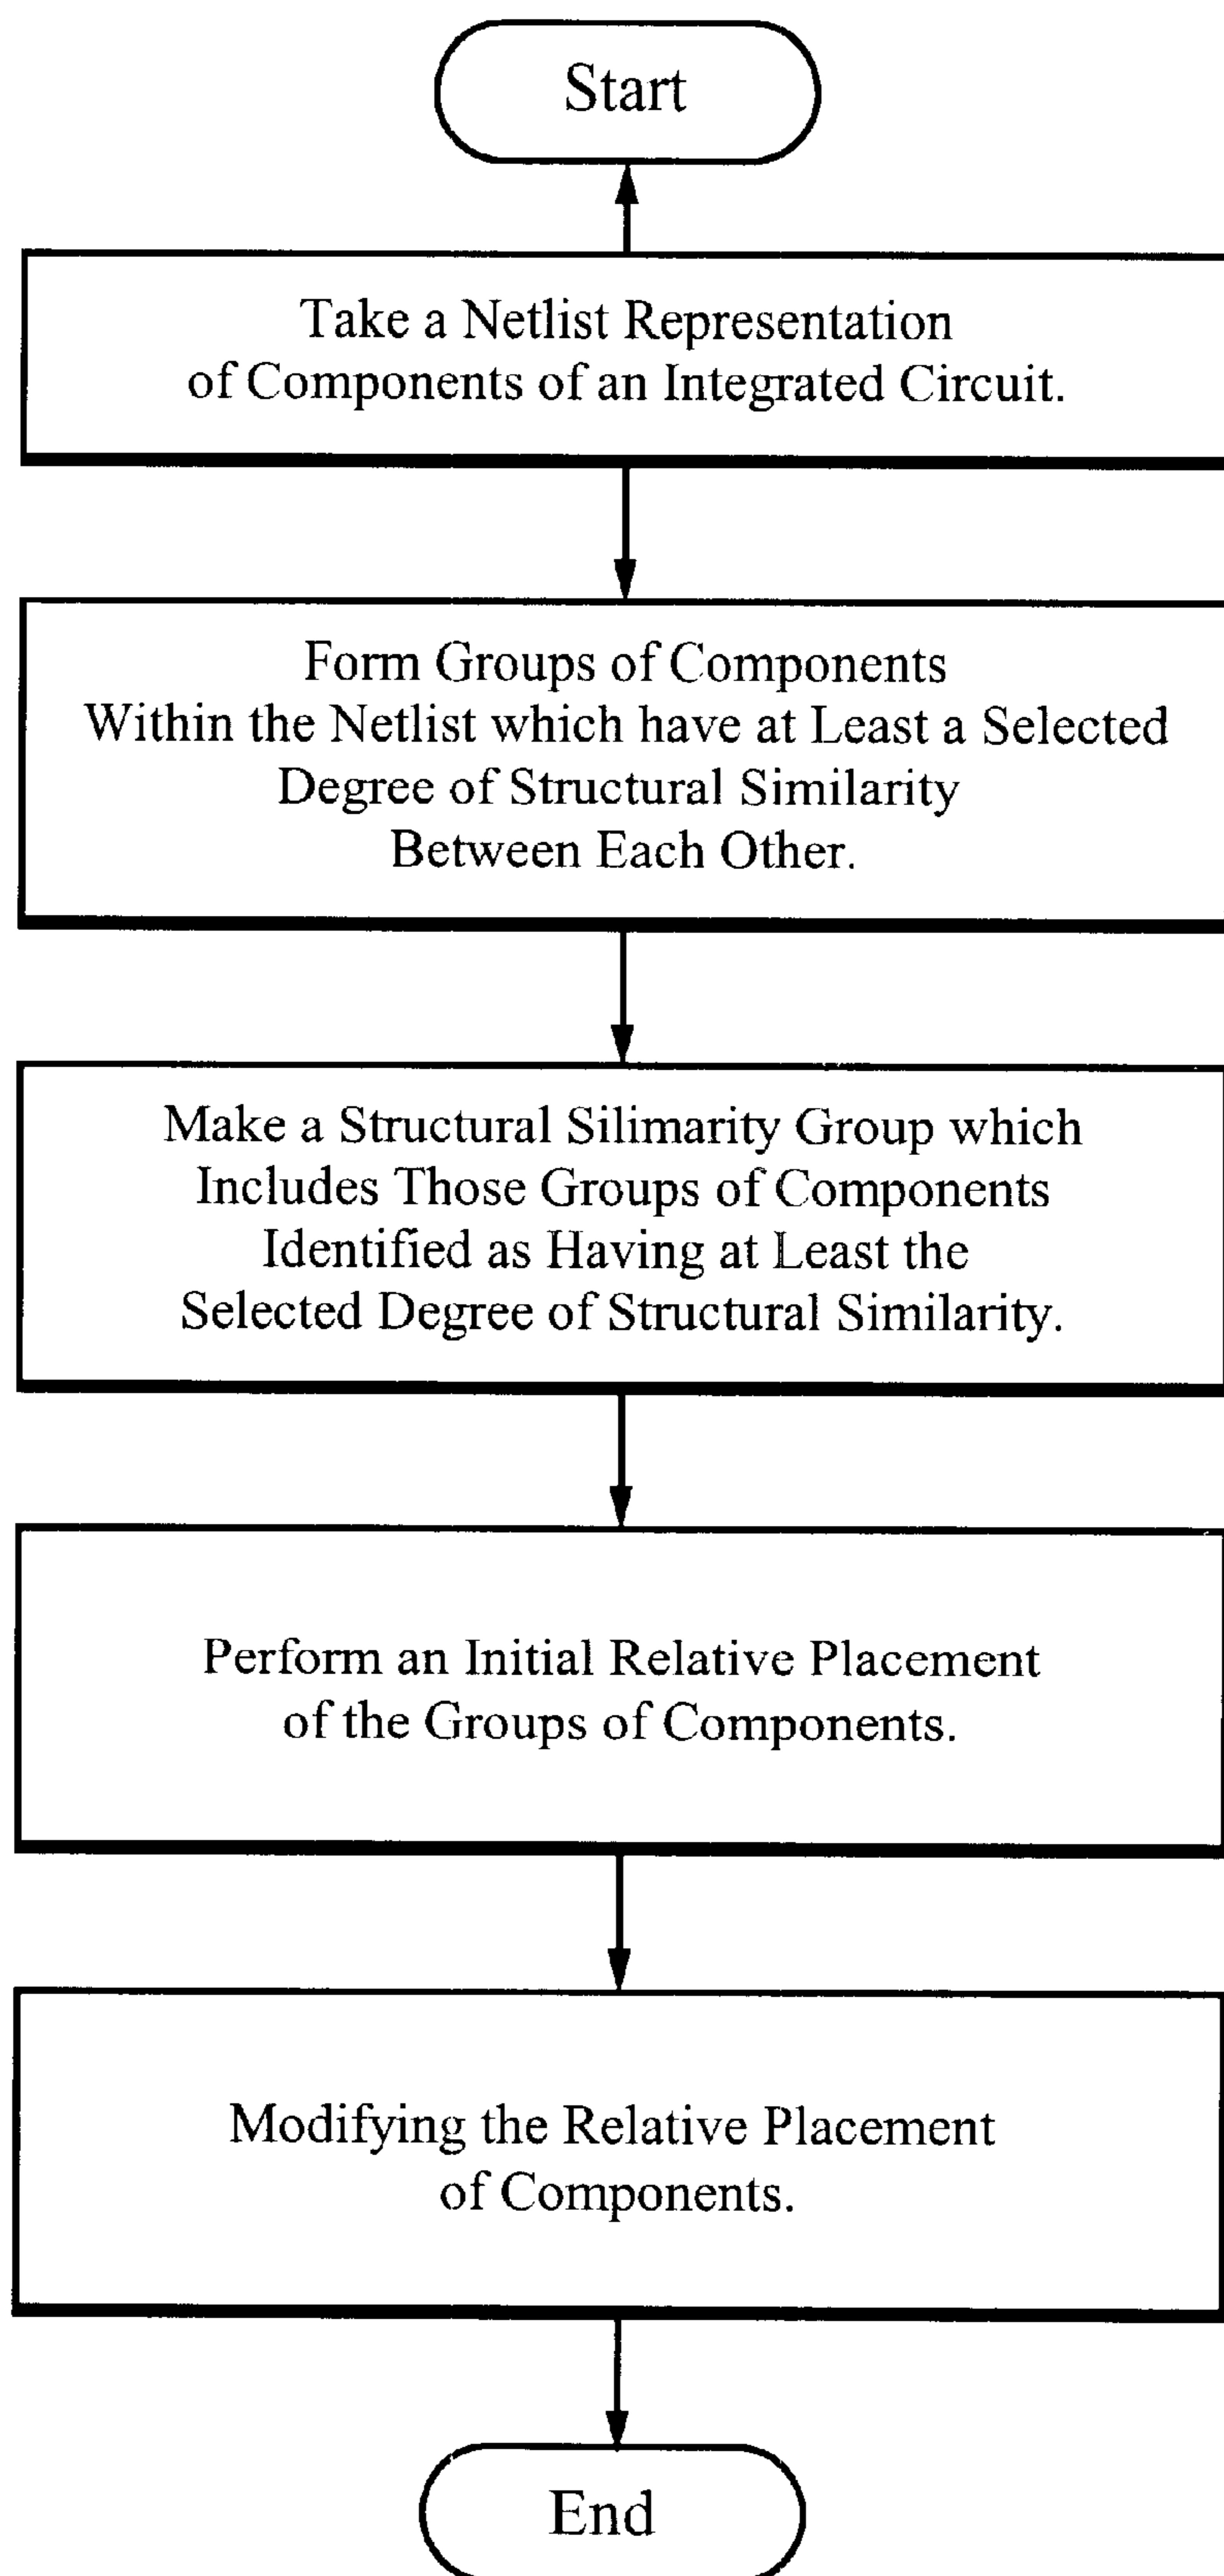 Start
Take a Netlist Representation
of Components of an Integrated Circuit.
Form Groups of Components
Within the Netlist which have at Least a Selected
Degree of Structural Similarity
Between Each Other.
Make a Structural Silimarity Group which
Includes Those Groups of Components
Identified as Having at Least the
Selected Degree of Structural Similarity.
Perform an Initial Relative Placement
of the Groups of Components.
Modifying the Relative Placement
of Components.
End